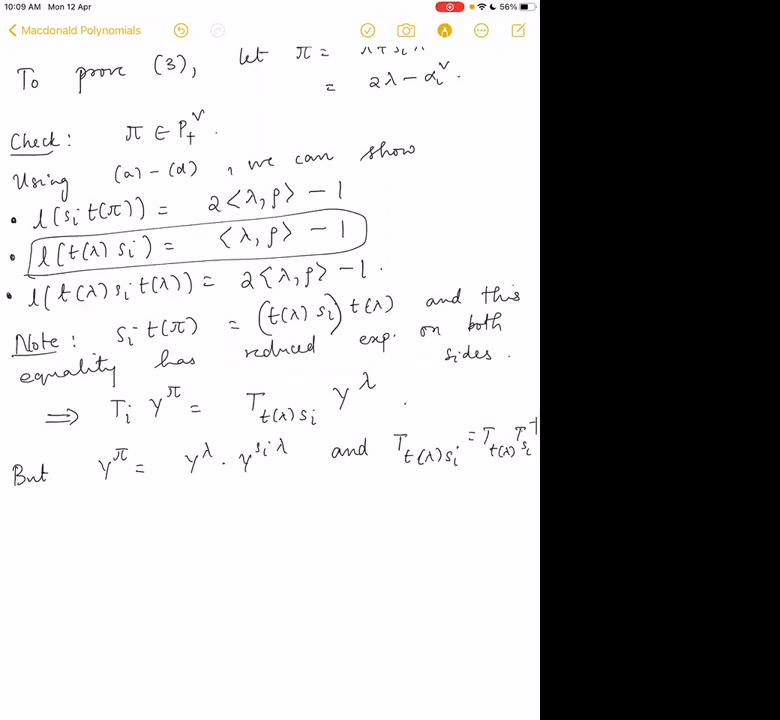 10:09 AM Mon 12 Apr
56%
Macdonald Polynomials
To prove (3), let π = λ + s_i λ
= 2λ − α_i^∨.
Check: π ∈ P_+^∨.
Using (a) − (d), we can show
• l(s_i t(π)) = 2⟨λ, ρ⟩ − 1
• l(t(λ) s_i) = ⟨λ, ρ⟩ − 1
• l(t(λ) s_i t(λ)) = 2⟨λ, ρ⟩ − 1.
Note: s_i t(π) = (t(λ) s_i) t(λ) and this
equality has reduced exp. on both sides.
⟹ T_i Y^π = T_{t(λ) s_i} Y^λ.
But Y^π = Y^λ · Y^{s_i λ} and T_{t(λ) s_i} = T_{t(λ)} T_{s_i}^{-1}